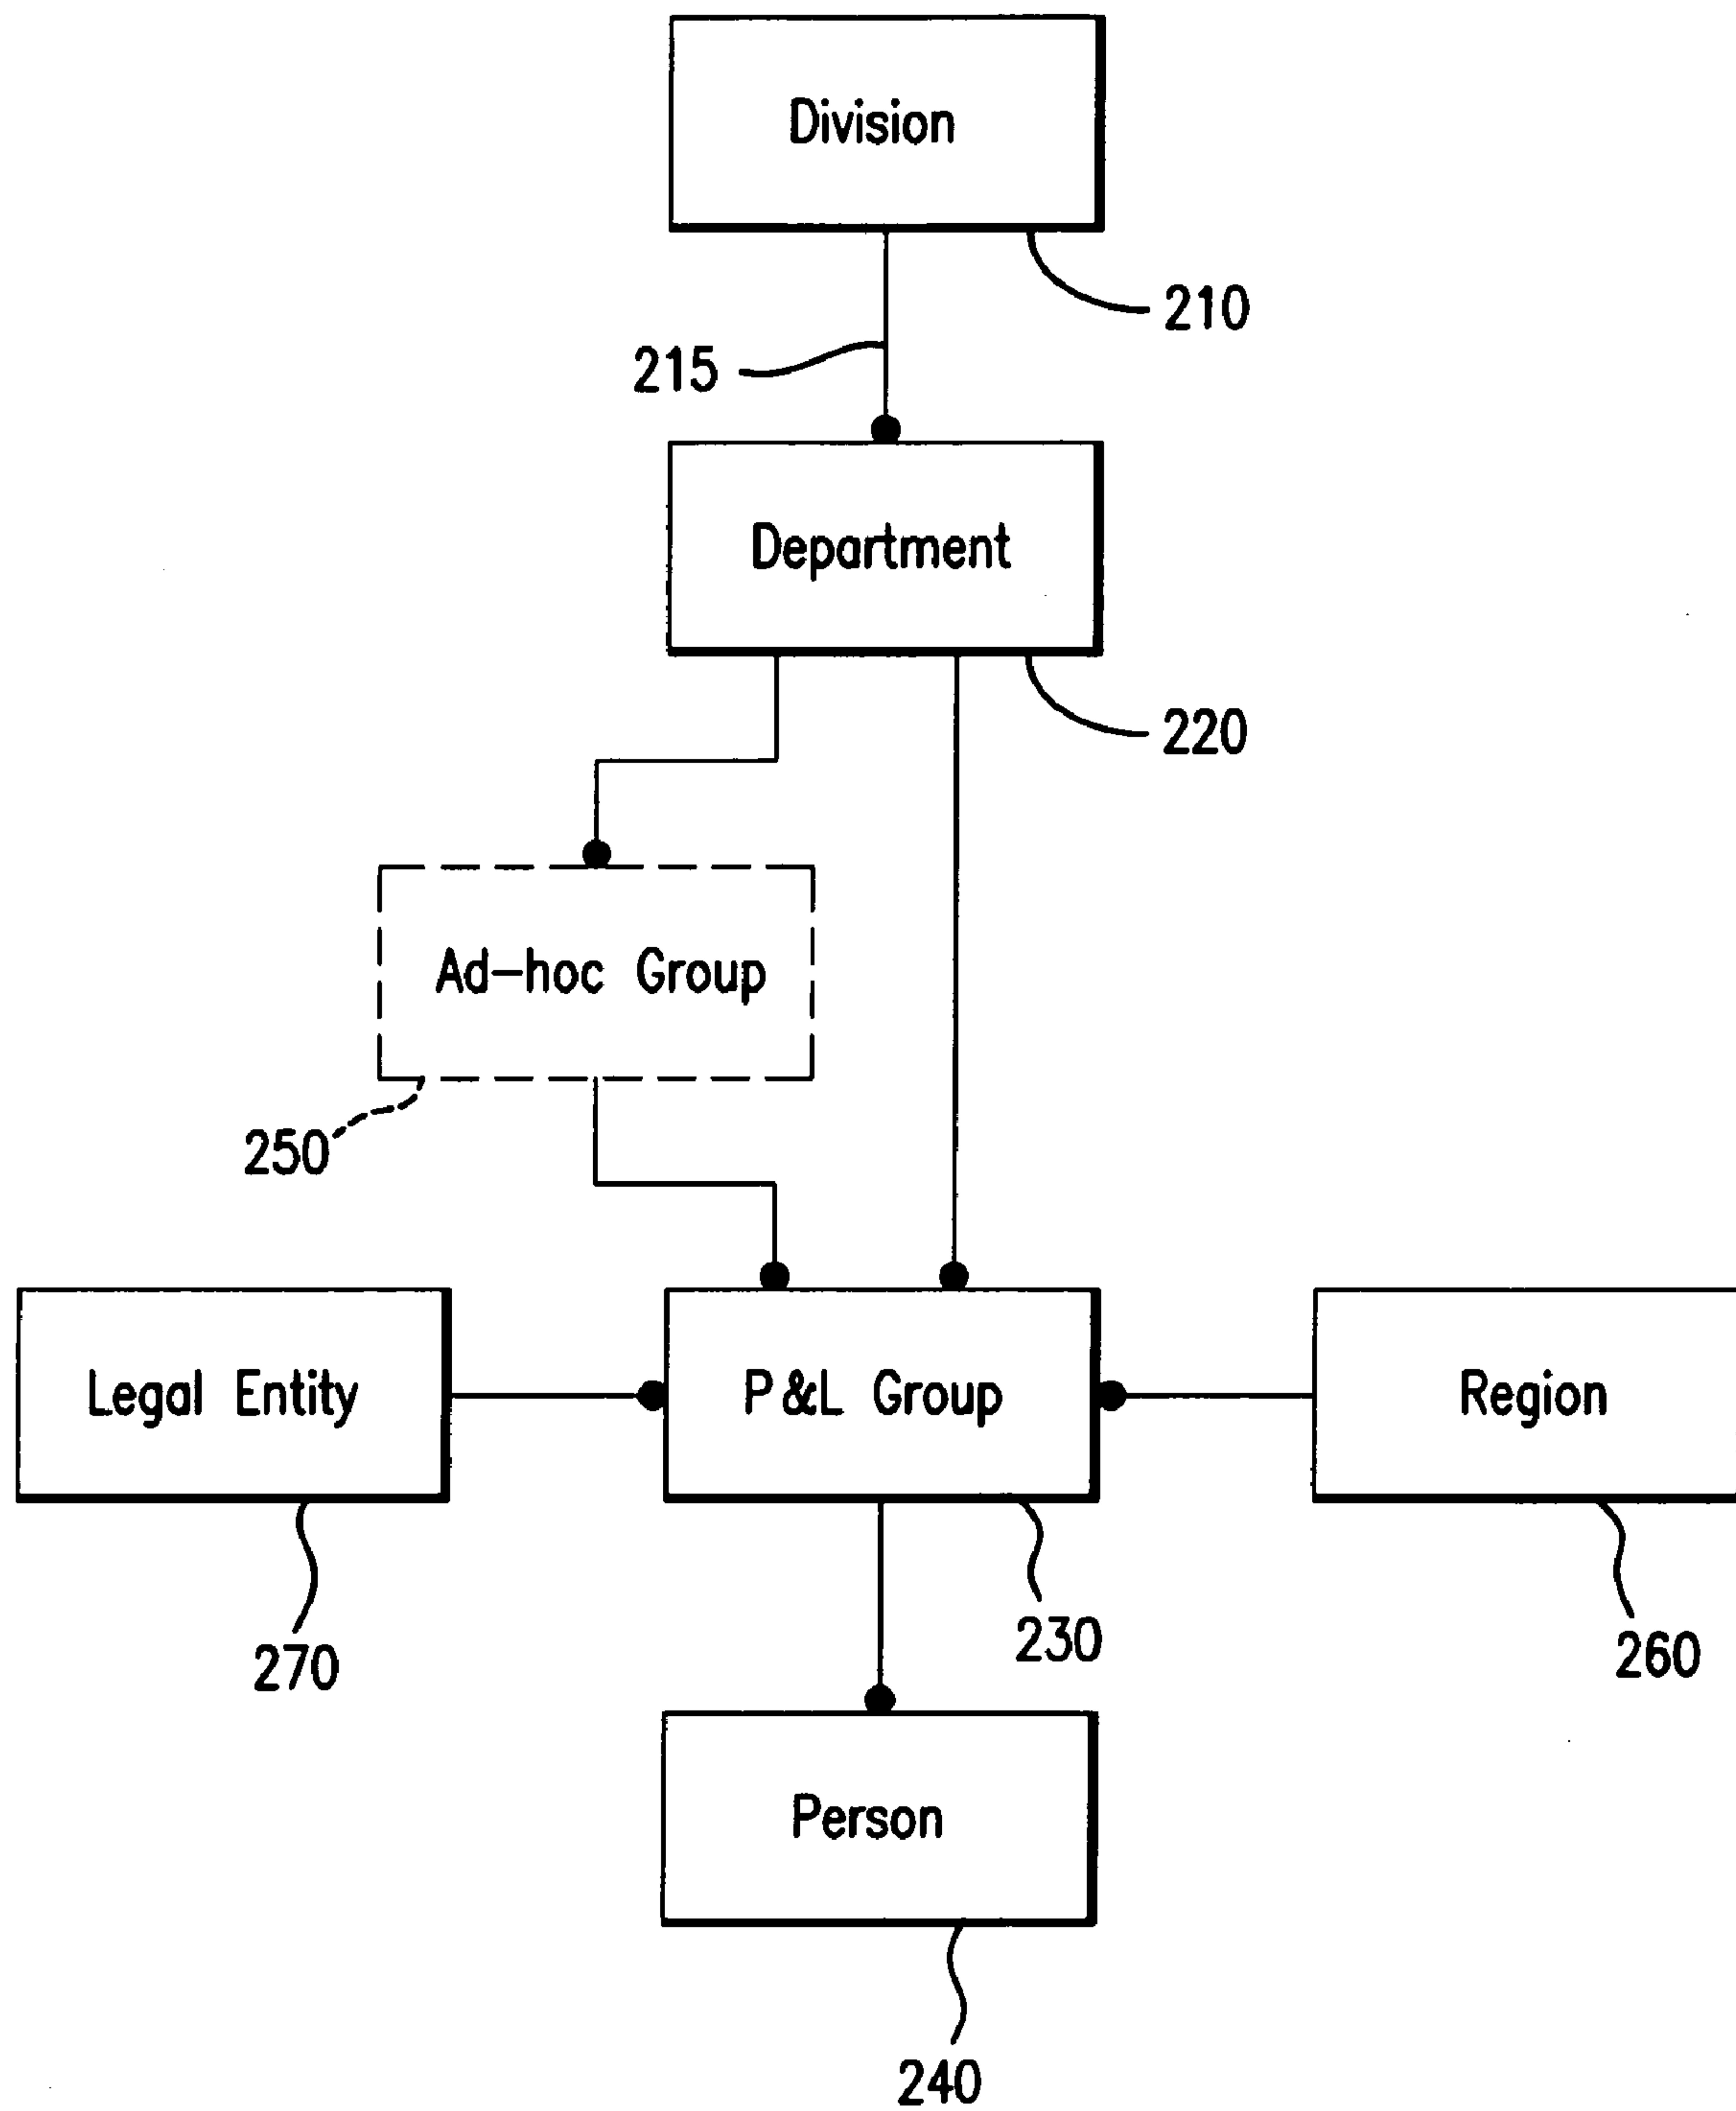 Division
210
215
Department
220
Ad-hoc Group
250
Legal Entity
P&L Group
Region
230
260
270
Person
240